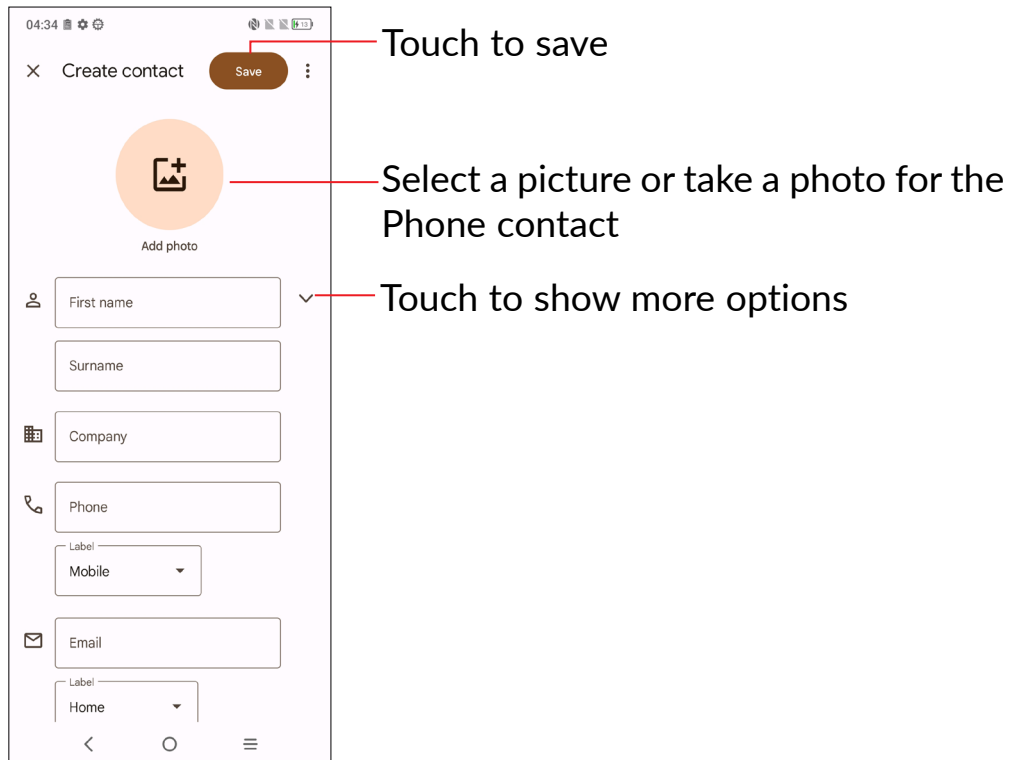 04:34
13
Touch to save
Create contact
Save
Select a picture or take a photo for the
Phone contact
Add photo
First name
Touch to show more options
Surname
Company
Phone
Label
Mobile
Email
Label
Home